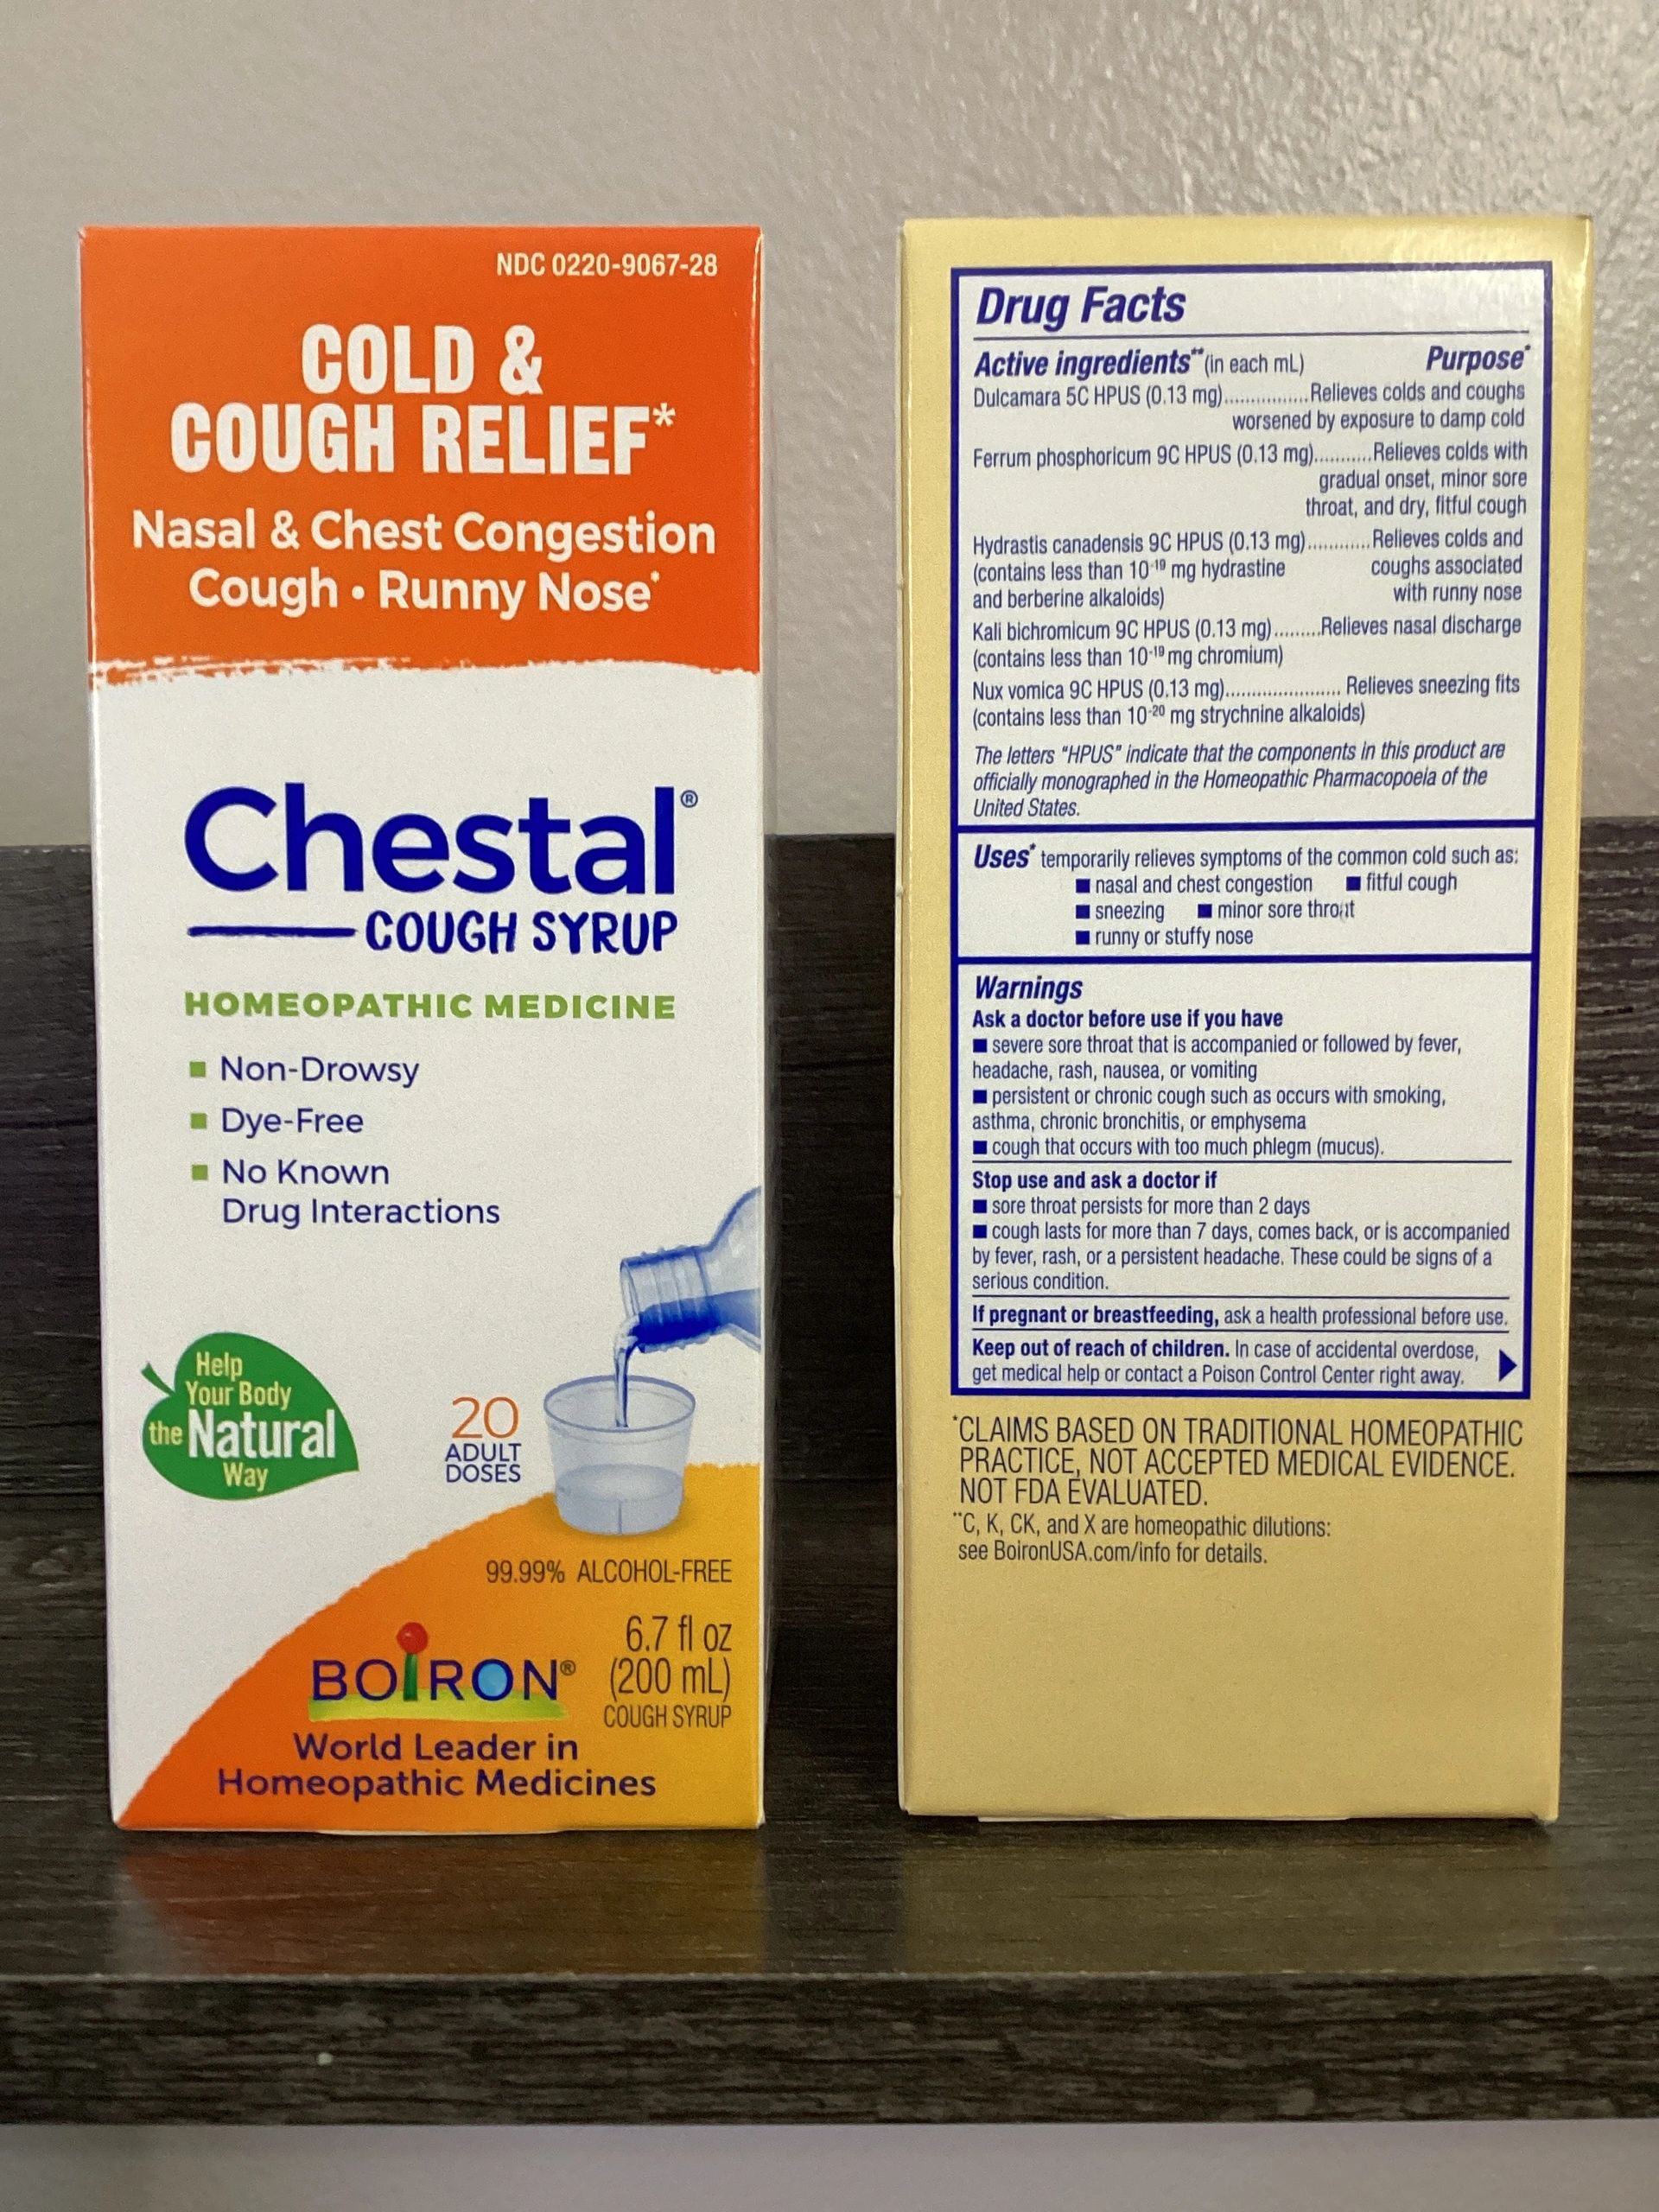 NDC 0220-9067-28
COLD &
COUGH RELIEF*
Nasal & Chest Congestion
Cough • Runny Nose*
Chestal®
COUGH SYRUP
HOMEOPATHIC MEDICINE
■ Non-Drowsy
■ Dye-Free
■ No Known
Drug Interactions
Help
Your Body
the Natural
Way
20
ADULT
DOSES
99.99% ALCOHOL-FREE
6.7 fl oz
(200 mL)
COUGH SYRUP
BOIRON®
World Leader in
Homeopathic Medicines
Drug Facts
Active ingredients** (in each mL) Purpose*
Dulcamara 5C HPUS (0.13 mg)................Relieves colds and coughs
worsened by exposure to damp cold
Ferrum phosphoricum 9C HPUS (0.13 mg)...........Relieves colds with
gradual onset, minor sore
throat, and dry, fitful cough
Hydrastis canadensis 9C HPUS (0.13 mg)............Relieves colds and
(contains less than 10⁻¹⁹ mg hydrastine coughs associated
and berberine alkaloids) with runny nose
Kali bichromicum 9C HPUS (0.13 mg).........Relieves nasal discharge
(contains less than 10⁻¹⁹ mg chromium)
Nux vomica 9C HPUS (0.13 mg)...................... Relieves sneezing fits
(contains less than 10⁻²⁰ mg strychnine alkaloids)
The letters "HPUS" indicate that the components in this product are
officially monographed in the Homeopathic Pharmacopoeia of the
United States.
Uses* temporarily relieves symptoms of the common cold such as:
■ nasal and chest congestion ■ fitful cough
■ sneezing ■ minor sore throat
■ runny or stuffy nose
Warnings
Ask a doctor before use if you have
■ severe sore throat that is accompanied or followed by fever,
headache, rash, nausea, or vomiting
■ persistent or chronic cough such as occurs with smoking,
asthma, chronic bronchitis, or emphysema
■ cough that occurs with too much phlegm (mucus).
Stop use and ask a doctor if
■ sore throat persists for more than 2 days
■ cough lasts for more than 7 days, comes back, or is accompanied
by fever, rash, or a persistent headache. These could be signs of a
serious condition.
If pregnant or breastfeeding, ask a health professional before use.
Keep out of reach of children. In case of accidental overdose,
get medical help or contact a Poison Control Center right away.
*CLAIMS BASED ON TRADITIONAL HOMEOPATHIC
PRACTICE, NOT ACCEPTED MEDICAL EVIDENCE.
NOT FDA EVALUATED.
**C, K, CK, and X are homeopathic dilutions:
see BoironUSA.com/info for details.